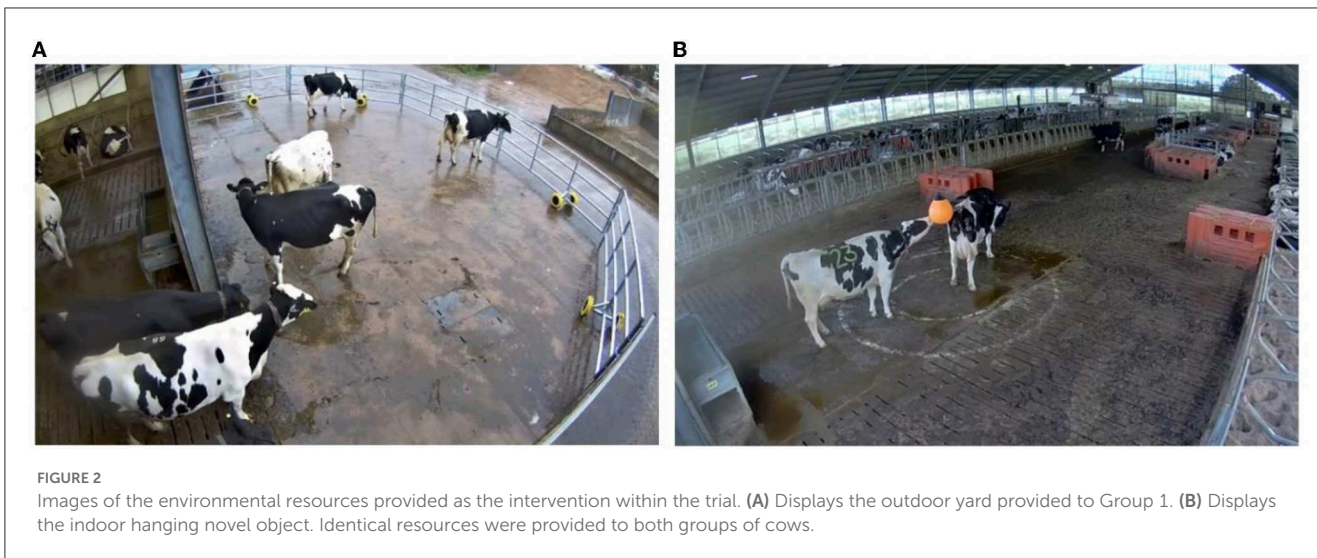 A
B
23
FIGURE 2
Images of the environmental resources provided as the intervention within the trial. (A) Displays the outdoor yard provided to Group 1. (B) Displays
the indoor hanging novel object. Identical resources were provided to both groups of cows.